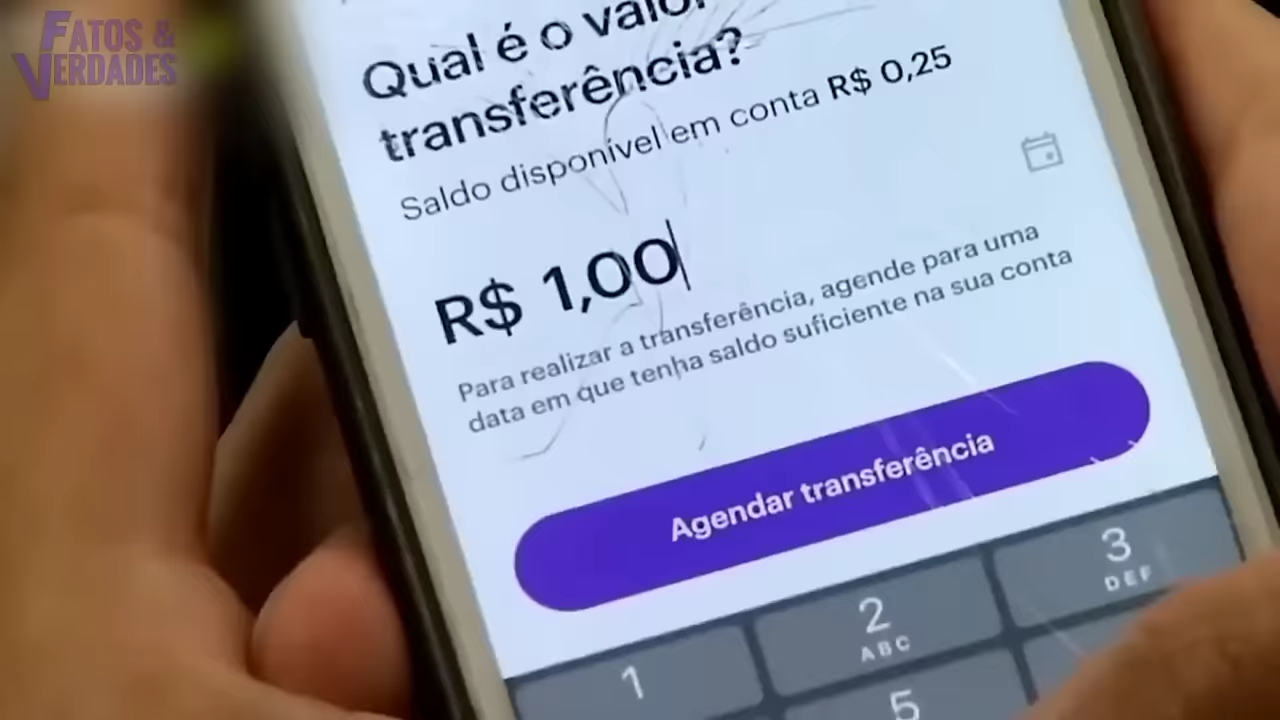 FATOS &
VERDADES
Qual é o valor
transferência?
Saldo disponível em conta R$ 0,25
R$ 1,00
Para realizar a transferência, agende para uma
data em que tenha saldo suficiente na sua conta
Agendar transferência
1
2
ABC
3
DEF
5